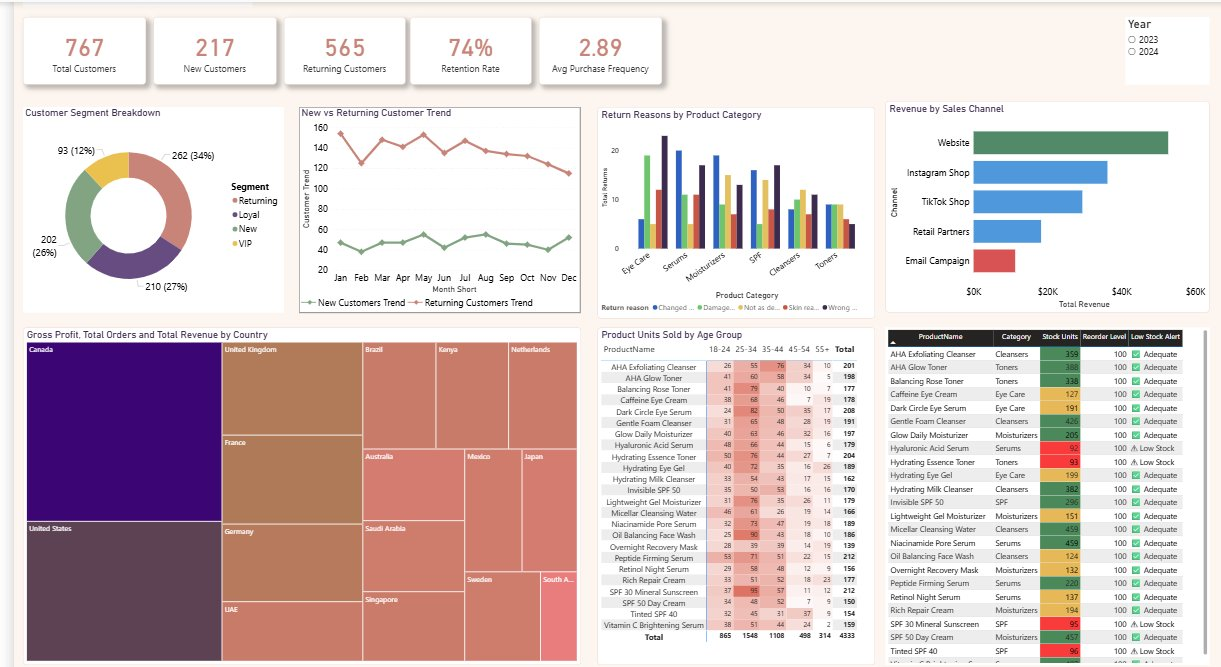 767
Total Customers
217
New Customers
565
Returning Customers
74%
Retention Rate
2.89
Avg Purchase Frequency
Year
2023
2024
Customer Segment Breakdown
93 (12%)
262 (34%)
202
(26%)
210 (27%)
Segment
Returning
Loyal
New
VIP
New vs Returning Customer Trend
Customer Trend
160
140
120
100
80
60
40
20
Jan Feb Mar Apr May Jun Jul Aug Sep Oct Nov Dec
Month Short
New Customers Trend Returning Customers Trend
Return Reasons by Product Category
Total Returns
20
10
0
Eye Care Serums Moisturizers SPF Cleansers Toners
Product Category
Return reason Changed ... Damage... Not as de... Skin rea... Wrong ...
Revenue by Sales Channel
Channel
Website
Instagram Shop
TikTok Shop
Retail Partners
Email Campaign
$0K $20K $40K $60K
Total Revenue
Gross Profit, Total Orders and Total Revenue by Country
Canada
United States
United Kingdom
France
Germany
UAE
Brazil
Kenya
Netherlands
Australia
Mexico
Japan
Saudi Arabia
Singapore
Sweden
South A...
Product Units Sold by Age Group
ProductName 18-24 25-34 35-44 45-54 55+ Total
AHA Exfoliating Cleanser 26 55 76 34 10 201
AHA Glow Toner 41 60 58 34 5 198
Balancing Rose Toner 41 79 40 10 7 177
Caffeine Eye Cream 38 68 46 7 19 178
Dark Circle Eye Serum 24 82 50 35 17 208
Gentle Foam Cleanser 31 65 48 28 19 191
Glow Daily Moisturizer 40 63 46 32 16 197
Hyaluronic Acid Serum 48 66 44 15 6 179
Hydrating Essence Toner 50 76 44 27 7 204
Hydrating Eye Gel 40 72 35 16 26 189
Hydrating Milk Cleanser 33 54 43 17 15 162
Invisible SPF 50 35 50 53 16 16 170
Lightweight Gel Moisturizer 31 76 35 26 11 179
Micellar Cleansing Water 46 61 26 19 14 166
Niacinamide Pore Serum 32 73 47 19 18 189
Oil Balancing Face Wash 25 90 43 18 10 186
Overnight Recovery Mask 28 39 39 14 19 139
Peptide Firming Serum 53 71 51 22 15 212
Retinol Night Serum 29 58 48 12 9 156
Rich Repair Cream 33 51 52 18 23 177
SPF 30 Mineral Sunscreen 37 95 57 11 12 212
SPF 50 Day Cream 34 48 52 7 9 150
Tinted SPF 40 32 45 31 37 9 154
Vitamin C Brightening Serum 38 51 44 24 2 159
Total 865 1548 1108 498 314 4333
ProductName Category Stock Units Reorder Level Low Stock Alert
AHA Exfoliating Cleanser Cleansers 359 100 ✅ Adequate
AHA Glow Toner Toners 388 100 ✅ Adequate
Balancing Rose Toner Toners 338 100 ✅ Adequate
Caffeine Eye Cream Eye Care 127 100 ✅ Adequate
Dark Circle Eye Serum Eye Care 191 100 ✅ Adequate
Gentle Foam Cleanser Cleansers 426 100 ✅ Adequate
Glow Daily Moisturizer Moisturizers 205 100 ✅ Adequate
Hyaluronic Acid Serum Serums 92 100 ⚠ Low Stock
Hydrating Essence Toner Toners 93 100 ⚠ Low Stock
Hydrating Eye Gel Eye Care 199 100 ✅ Adequate
Hydrating Milk Cleanser Cleansers 382 100 ✅ Adequate
Invisible SPF 50 SPF 296 100 ✅ Adequate
Lightweight Gel Moisturizer Moisturizers 151 100 ✅ Adequate
Micellar Cleansing Water Cleansers 459 100 ✅ Adequate
Niacinamide Pore Serum Serums 459 100 ✅ Adequate
Oil Balancing Face Wash Cleansers 124 100 ✅ Adequate
Overnight Recovery Mask Moisturizers 132 100 ✅ Adequate
Peptide Firming Serum Serums 220 100 ✅ Adequate
Retinol Night Serum Serums 137 100 ✅ Adequate
Rich Repair Cream Moisturizers 194 100 ✅ Adequate
SPF 30 Mineral Sunscreen SPF 95 100 ⚠ Low Stock
SPF 50 Day Cream Moisturizers 457 100 ✅ Adequate
Tinted SPF 40 SPF 96 100 ⚠ Low Stock